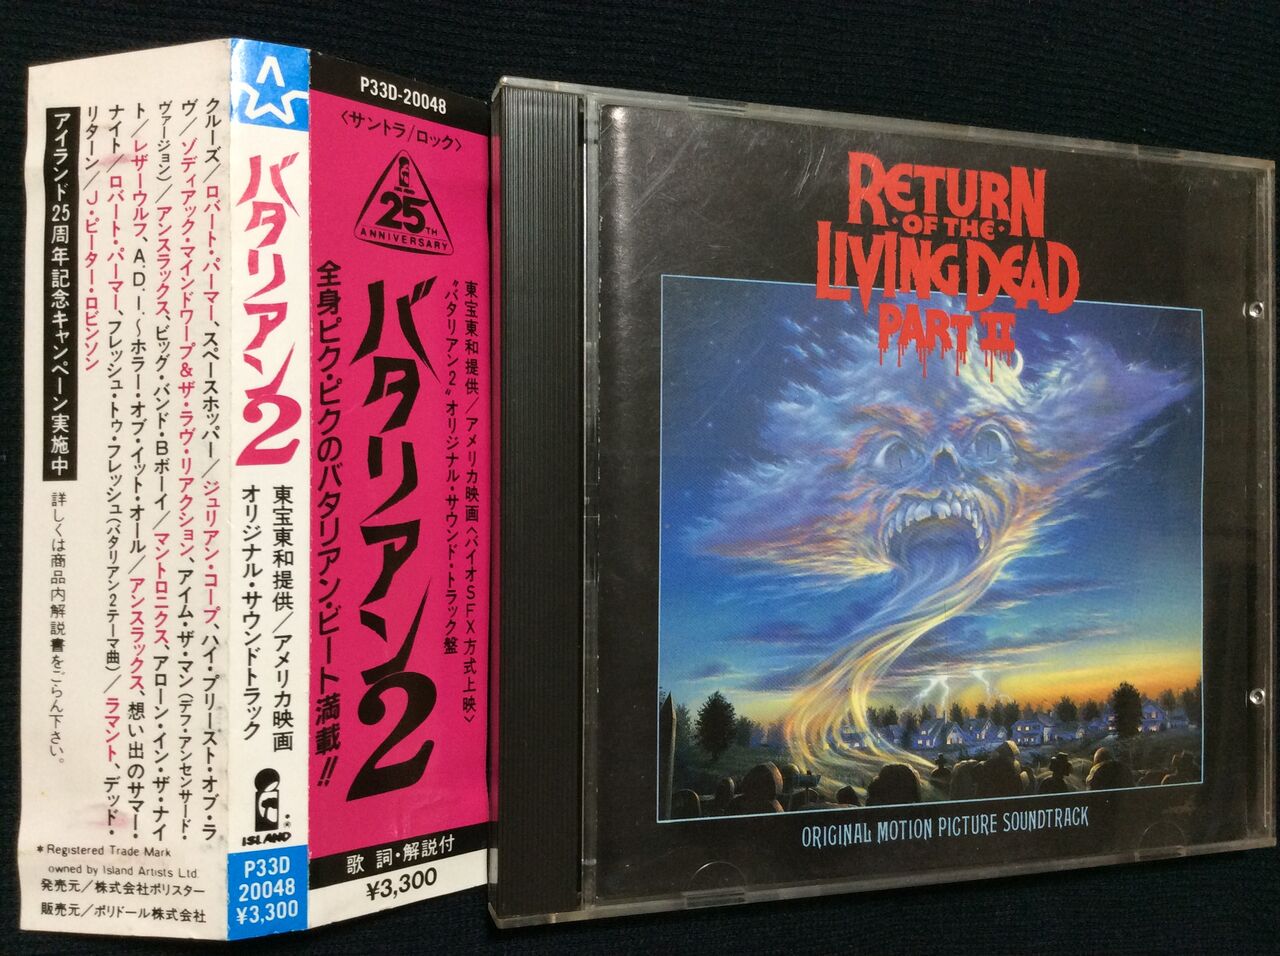 クルーズ/ロバート・パーマー、スペースホッパー/ジュリアン・コープ、ハイ・プリースト・オブ・ラ
ヴ/ゾディアック・マインドワープ&ザ・ラヴ・リアクション、アイム・ザ・マン(デフ・アンセンサード・
ヴァージョン)/アンスラックス、ビッグ・バンド・Bボーイ/マントロニクス、アローン・イン・ザ・ナイ
ト/レザーウルフ、A.D.I.〜ホラー・オブ・イット・オール/アンスラックス、想い出のサマー・
ナイト/ロバート・パーマー、フレッシュ・トゥ・フレッシュ(バタリアン2テーマ曲)/ラマント、デッド・
リターン/J・ピーター・ロビンソン
アイランド25周年記念キャンペーン実施中
詳しくは商品内解説書をごらん下さい。
*Registered Trade Mark
owned by Island Artists Ltd.
発売元/株式会社ポリスター
販売元/ポリドール株式会社
バタリアン2
東宝東和提供/アメリカ映画
オリジナル・サウンドトラック
ISLAND
®
P33D
20048
¥3,300
P33D-20048
〈サントラ/ロック〉
ISLAND
25TH
ANNIVERSARY
東宝東和提供/アメリカ映画〈バイオSFX方式上映〉
"バタリアン2"オリジナル・サウンド・トラック盤
バタリアン2
全身ピク・ピクのバタリアン・ビート満載!!
歌詞・解説付
¥3,300
RETURN
・OF THE・
LIVING DEAD
PART II
ORIGINAL MOTION PICTURE SOUNDTRACK